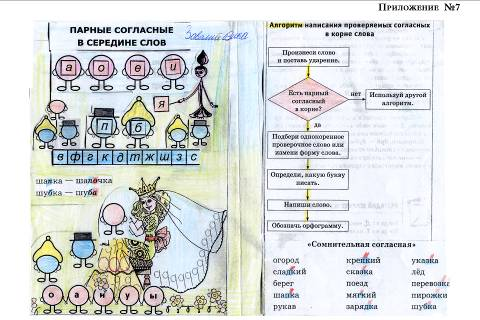 Приложение №7
ПАРНЫЕ СОГЛАСНЫЕ
В СЕРЕДИНЕ СЛОВ
а о е и
я
п б
в ф г к д т ж ш з с
шапка — шапочка
шубка — шуба
о а и у ы
Алгоритм написания проверяемых согласных
в корне слова
Произнеси слово
и поставь ударение.
Есть парный
согласный
в корне?
нет
Используй другой
алгоритм.
да
Подбери однокоренное
проверочное слово или
измени форму слова.
Определи, какую букву
писать.
Напиши слово.
Обозначь орфограмму.
«Сомнительная согласная»
огород крепкий указка
сладкий сказка лёд
берег поезд перевозка
шапка мягкий пирожки
рукав зарядка шубка